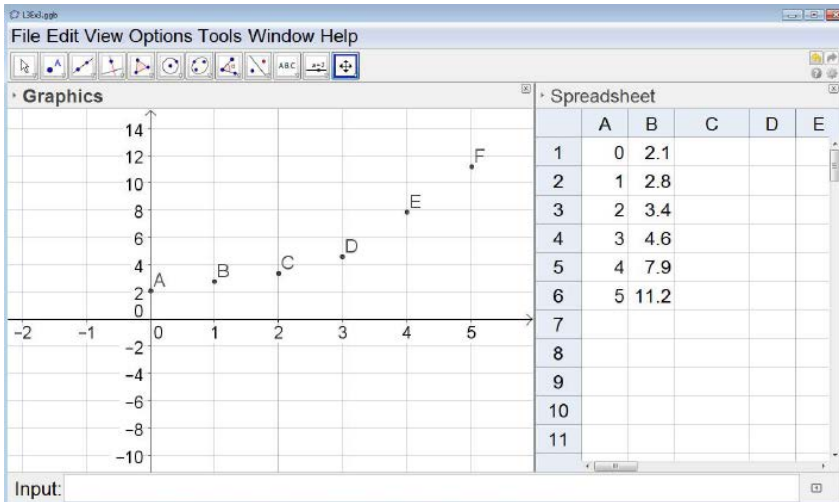 L3Ex3.ggb
File Edit View Options Tools Window Help
ABC
a=2
Graphics
Spreadsheet
14
12
10
8
6
4
2
0
-2 -1 0 1 2 3 4 5
-2
-4
-6
-8
-10
A
B
C
D
E
F
A B C D E
1 0 2.1
2 1 2.8
3 2 3.4
4 3 4.6
5 4 7.9
6 5 11.2
7
8
9
10
11
Input: